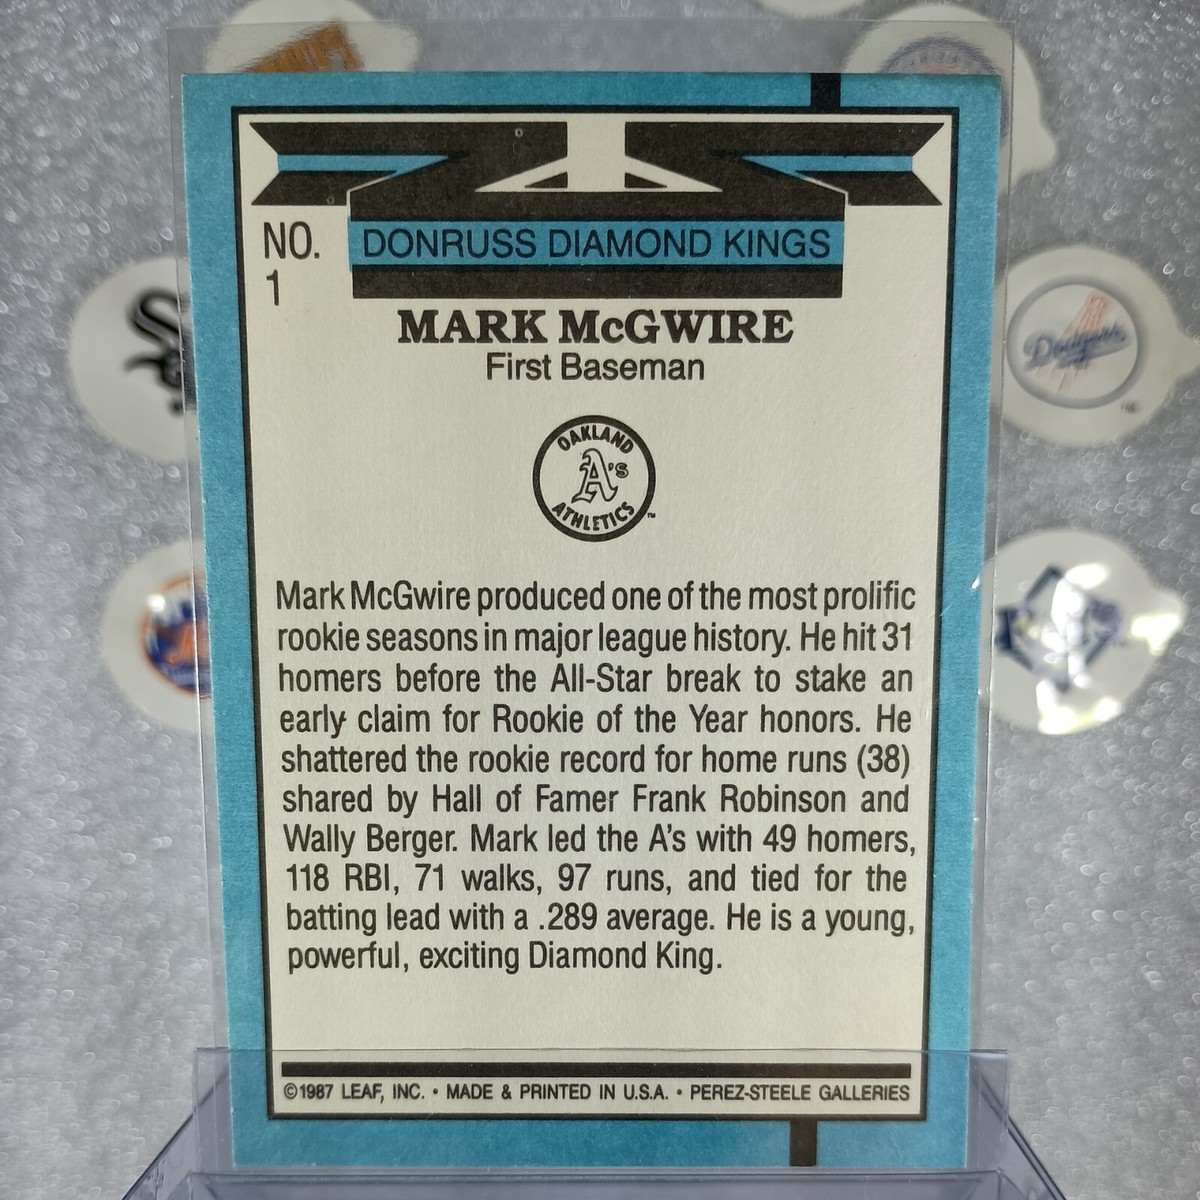 NO.
1
DONRUSS DIAMOND KINGS
MARK McGWIRE
First Baseman
OAKLAND
A's
ATHLETICS
™
Mark McGwire produced one of the most prolific
rookie seasons in major league history. He hit 31
homers before the All-Star break to stake an
early claim for Rookie of the Year honors. He
shattered the rookie record for home runs (38)
shared by Hall of Famer Frank Robinson and
Wally Berger. Mark led the A's with 49 homers,
118 RBI, 71 walks, 97 runs, and tied for the
batting lead with a .289 average. He is a young,
powerful, exciting Diamond King.
©1987 LEAF, INC. • MADE & PRINTED IN U.S.A. • PEREZ-STEELE GALLERIES
Dodgers